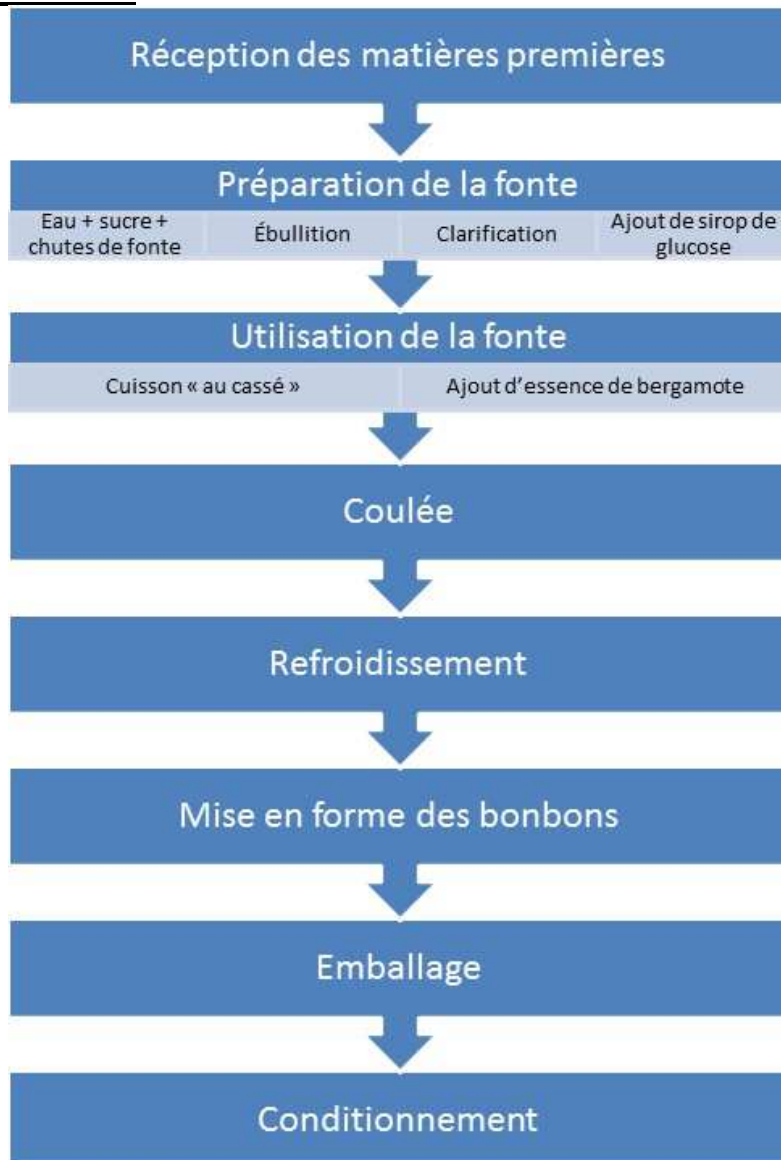 Réception des matières premières
Préparation de la fonte
Eau + sucre +
chutes de fonte
Ébullition
Clarification
Ajout de sirop de
glucose
Utilisation de la fonte
Cuisson « au cassé »
Ajout d'essence de bergamote
Coulée
Refroidissement
Mise en forme des bonbons
Emballage
Conditionnement